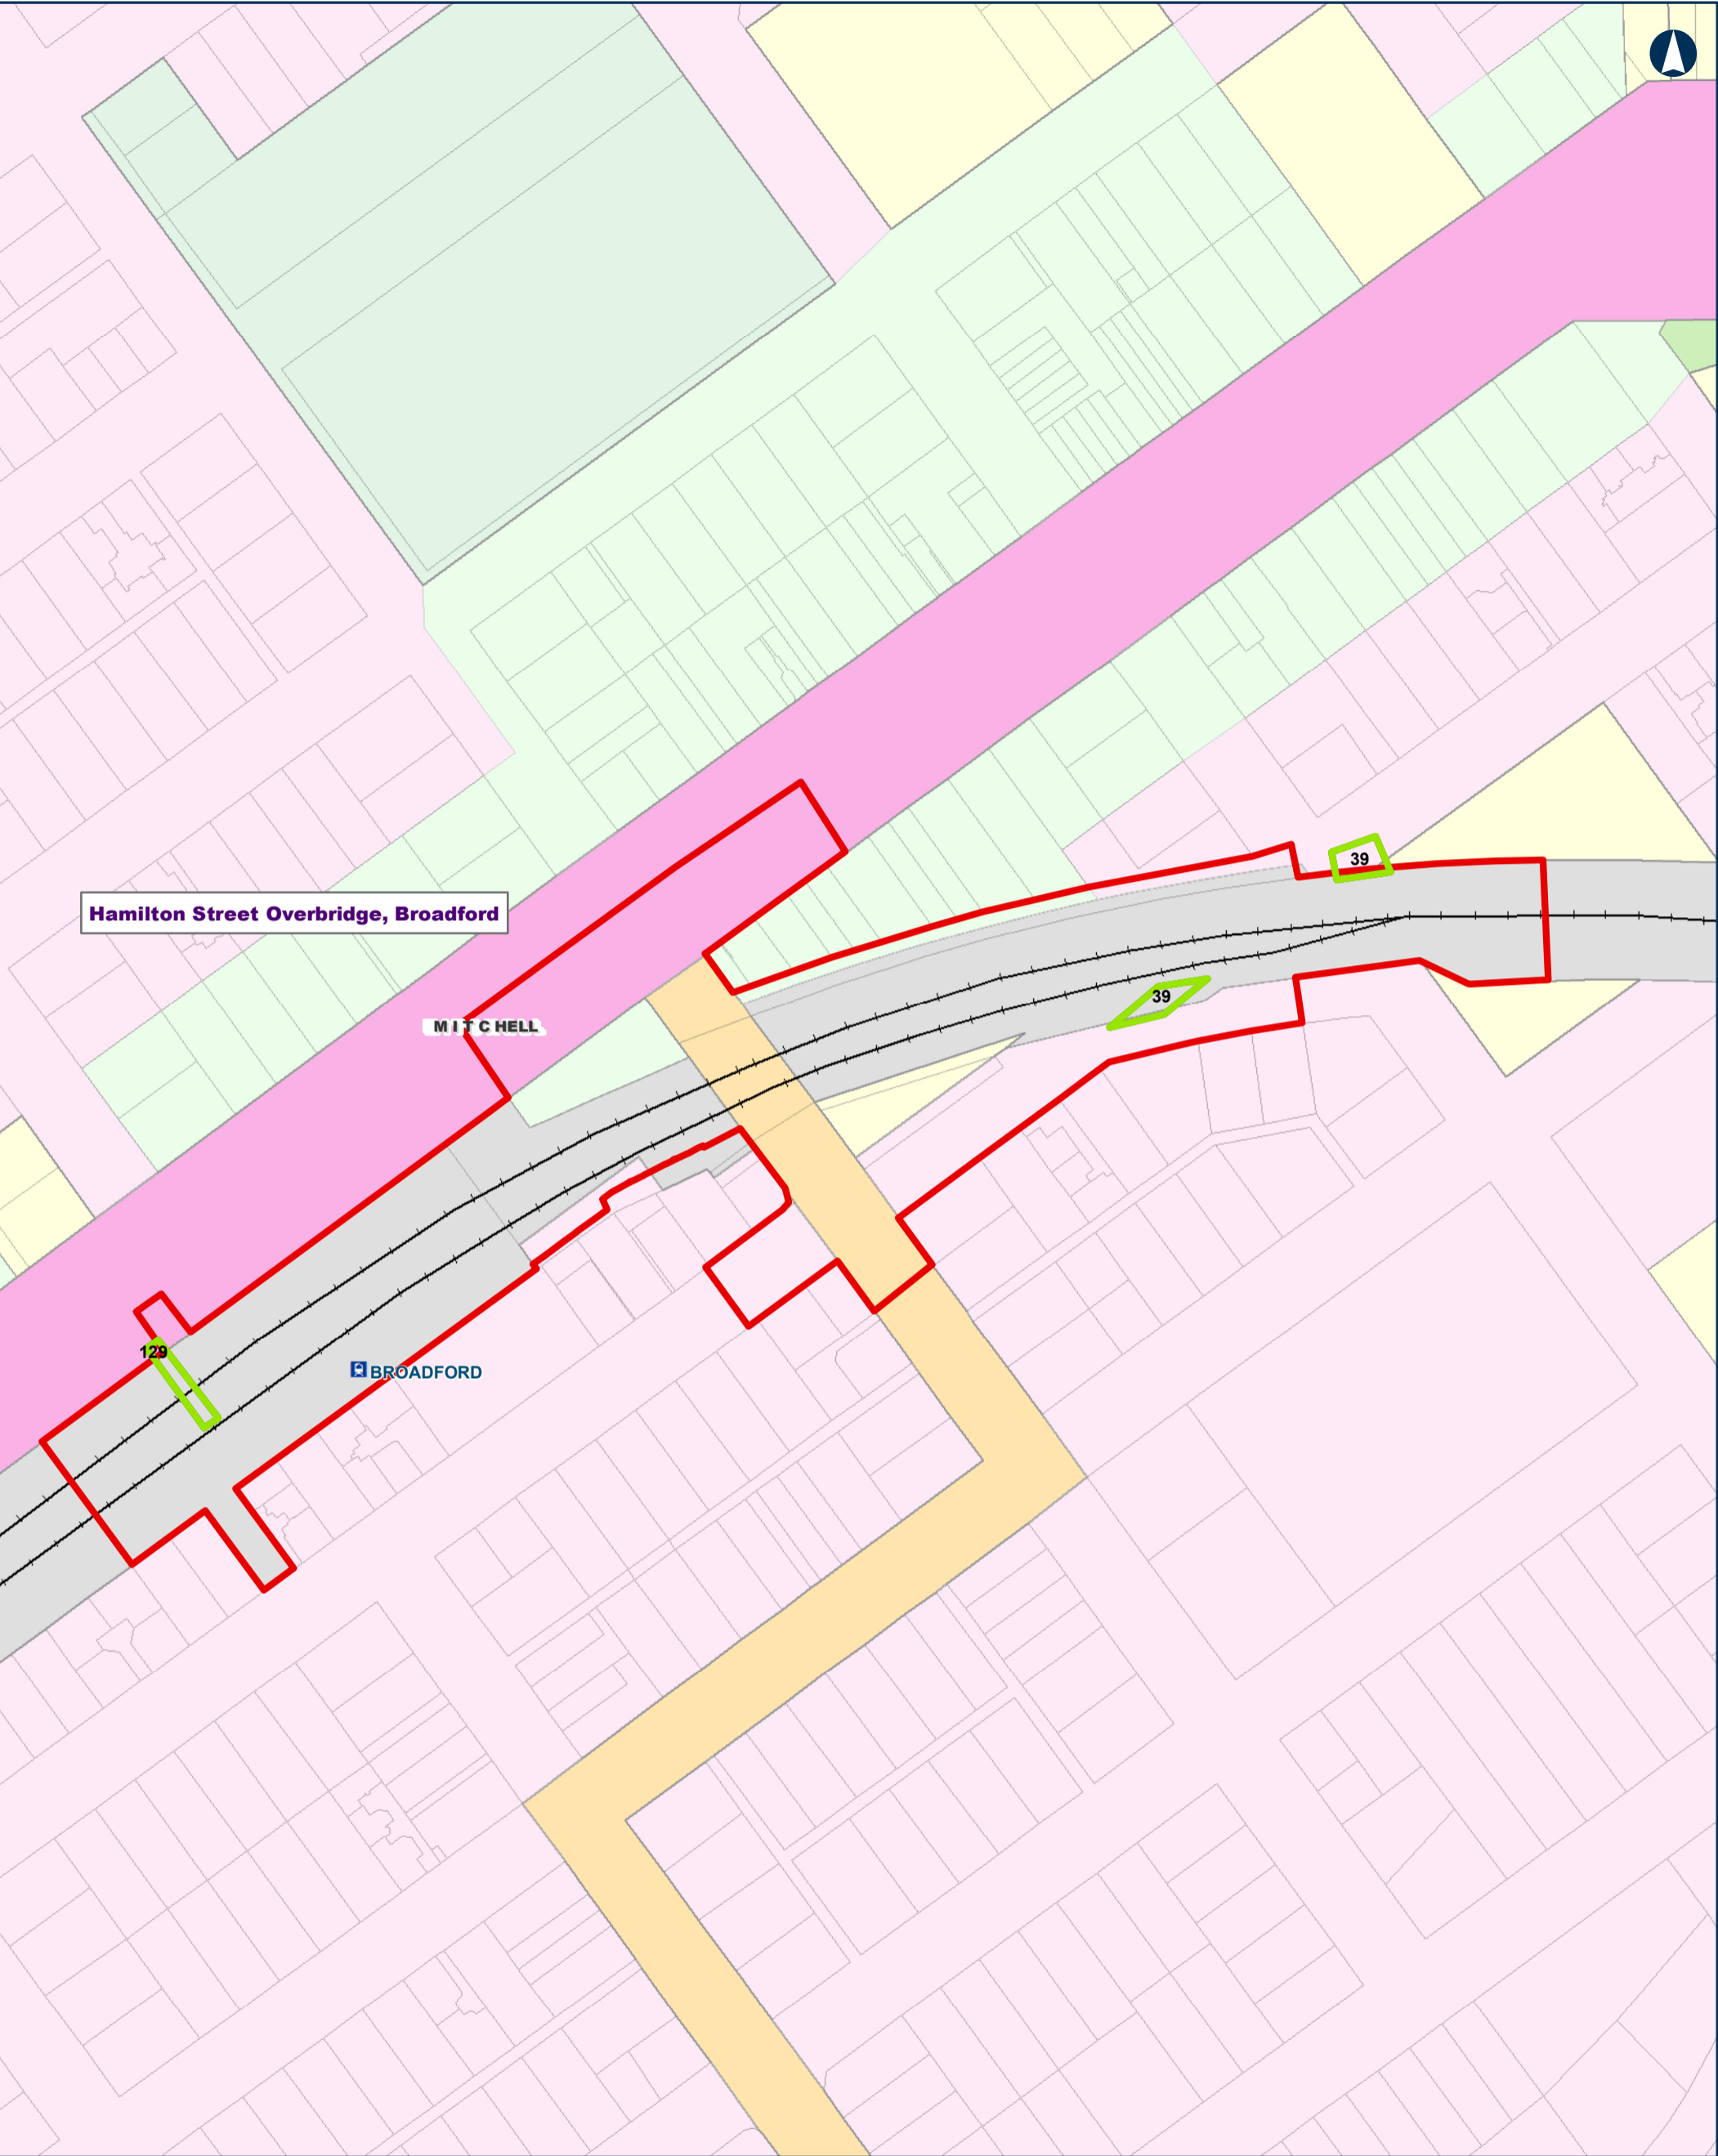 39
Hamilton Street Overbridge, Broadford
39
MITCHELL
129
BROADFORD